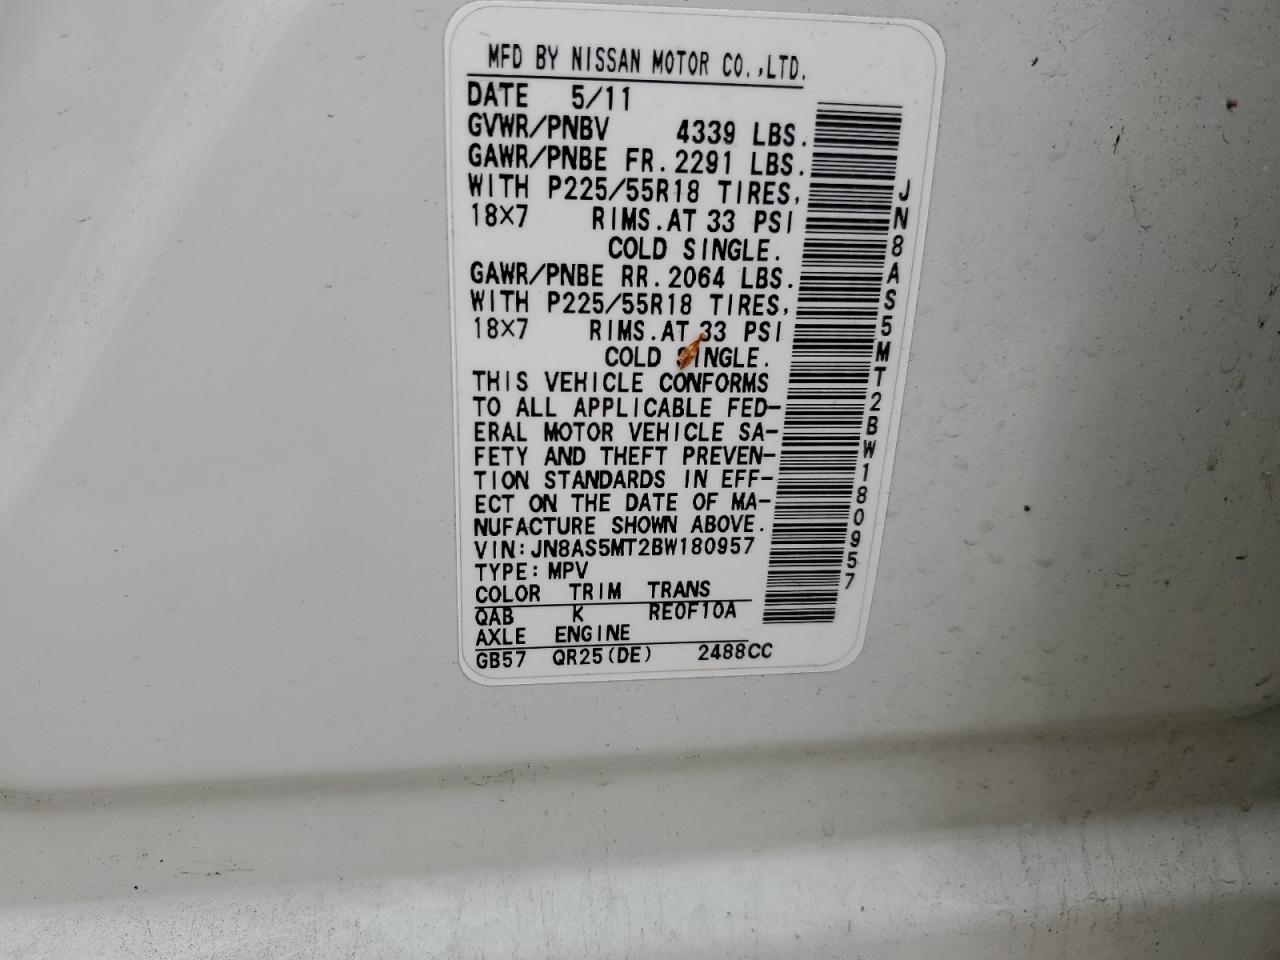 MFD BY NISSAN MOTOR CO.,LTD.
DATE 5/11
GVWR/PNBV 4339 LBS.
GAWR/PNBE FR.2291 LBS.
WITH P225/55R18 TIRES,
18X7 RIMS.AT 33 PSI
COLD SINGLE.
GAWR/PNBE RR.2064 LBS.
WITH P225/55R18 TIRES,
18X7 RIMS.AT 33 PSI
COLD SINGLE.
THIS VEHICLE CONFORMS
TO ALL APPLICABLE FED-
ERAL MOTOR VEHICLE SA-
FETY AND THEFT PREVEN-
TION STANDARDS IN EFF-
ECT ON THE DATE OF MA-
NUFACTURE SHOWN ABOVE.
VIN:JN8AS5MT2BW180957
TYPE:MPV
COLOR TRIM TRANS
QAB K RE0F10A
AXLE ENGINE
GB57 QR25(DE) 2488CC
JN8AS5MT2BW180957